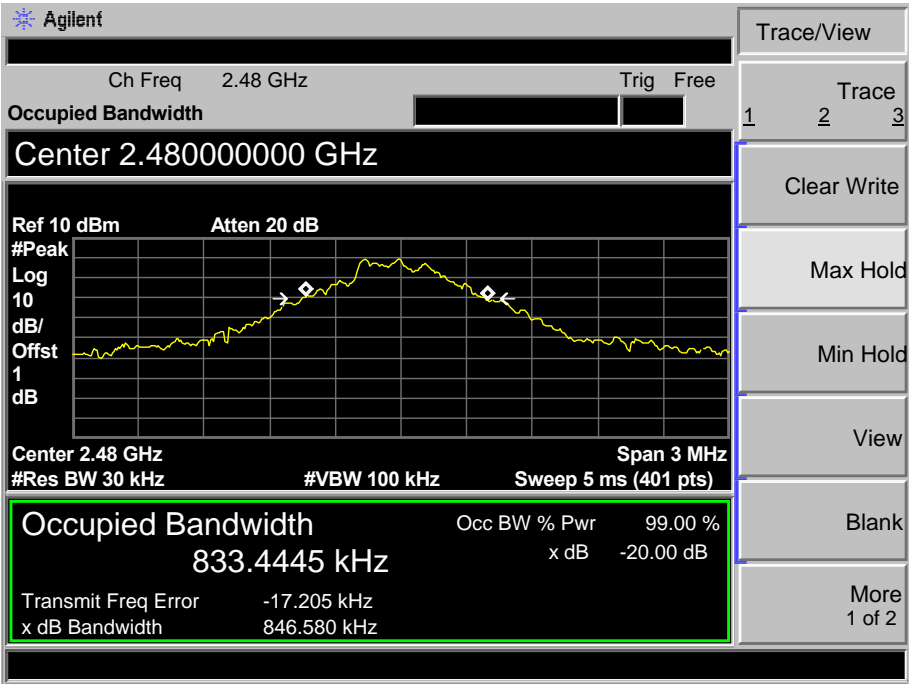 Agilent
Trace/View
Ch Freq 2.48 GHz Trig Free
Occupied Bandwidth
Trace
1 2 3
Center 2.480000000 GHz
Clear Write
Ref 10 dBm Atten 20 dB
#Peak
Log
10
dB/
Offst
1
dB
Max Hold
Min Hold
View
Center 2.48 GHz Span 3 MHz
#Res BW 30 kHz #VBW 100 kHz Sweep 5 ms (401 pts)
Occupied Bandwidth Occ BW % Pwr 99.00 %
833.4445 kHz x dB -20.00 dB
Blank
Transmit Freq Error -17.205 kHz
x dB Bandwidth 846.580 kHz
More
1 of 2